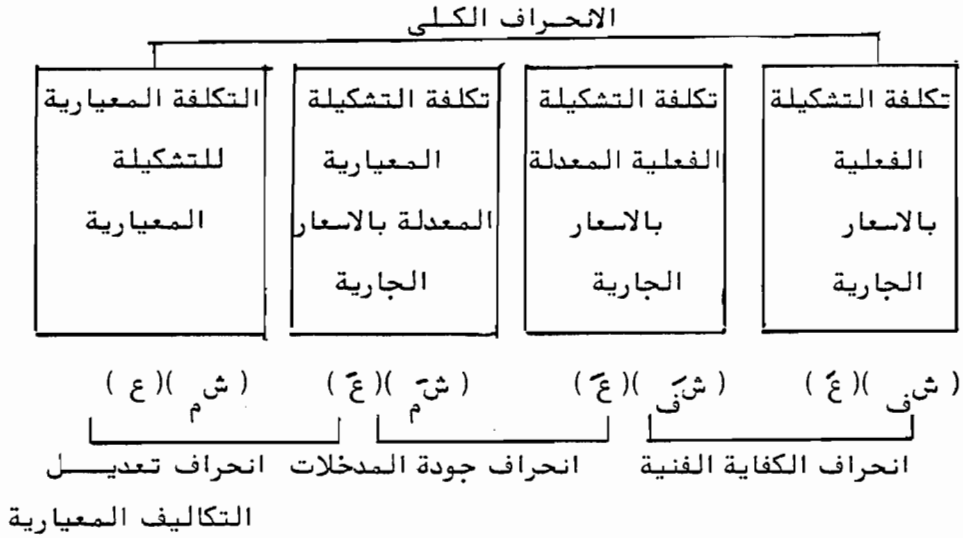 الانحراف الكلى
تكلفة التشكيلة
الفعلية
بالاسعار
الجارية
تكلفة التشكيلة
الفعلية المعدلة
بالاسعار
الجارية
تكلفة التشكيلة
المعيارية
المعدلة بالاسعار
الجارية
التكلفة المعيارية
للتشكيلة
المعيارية
( ش ف )( عَ ) ( شَ ف )( عَ ) ( شَ م )( عَ ) ( ش م )( ع )
انحراف الكفاية الفنية انحراف جودة المدخلات انحراف تعديل
التكاليف المعيارية